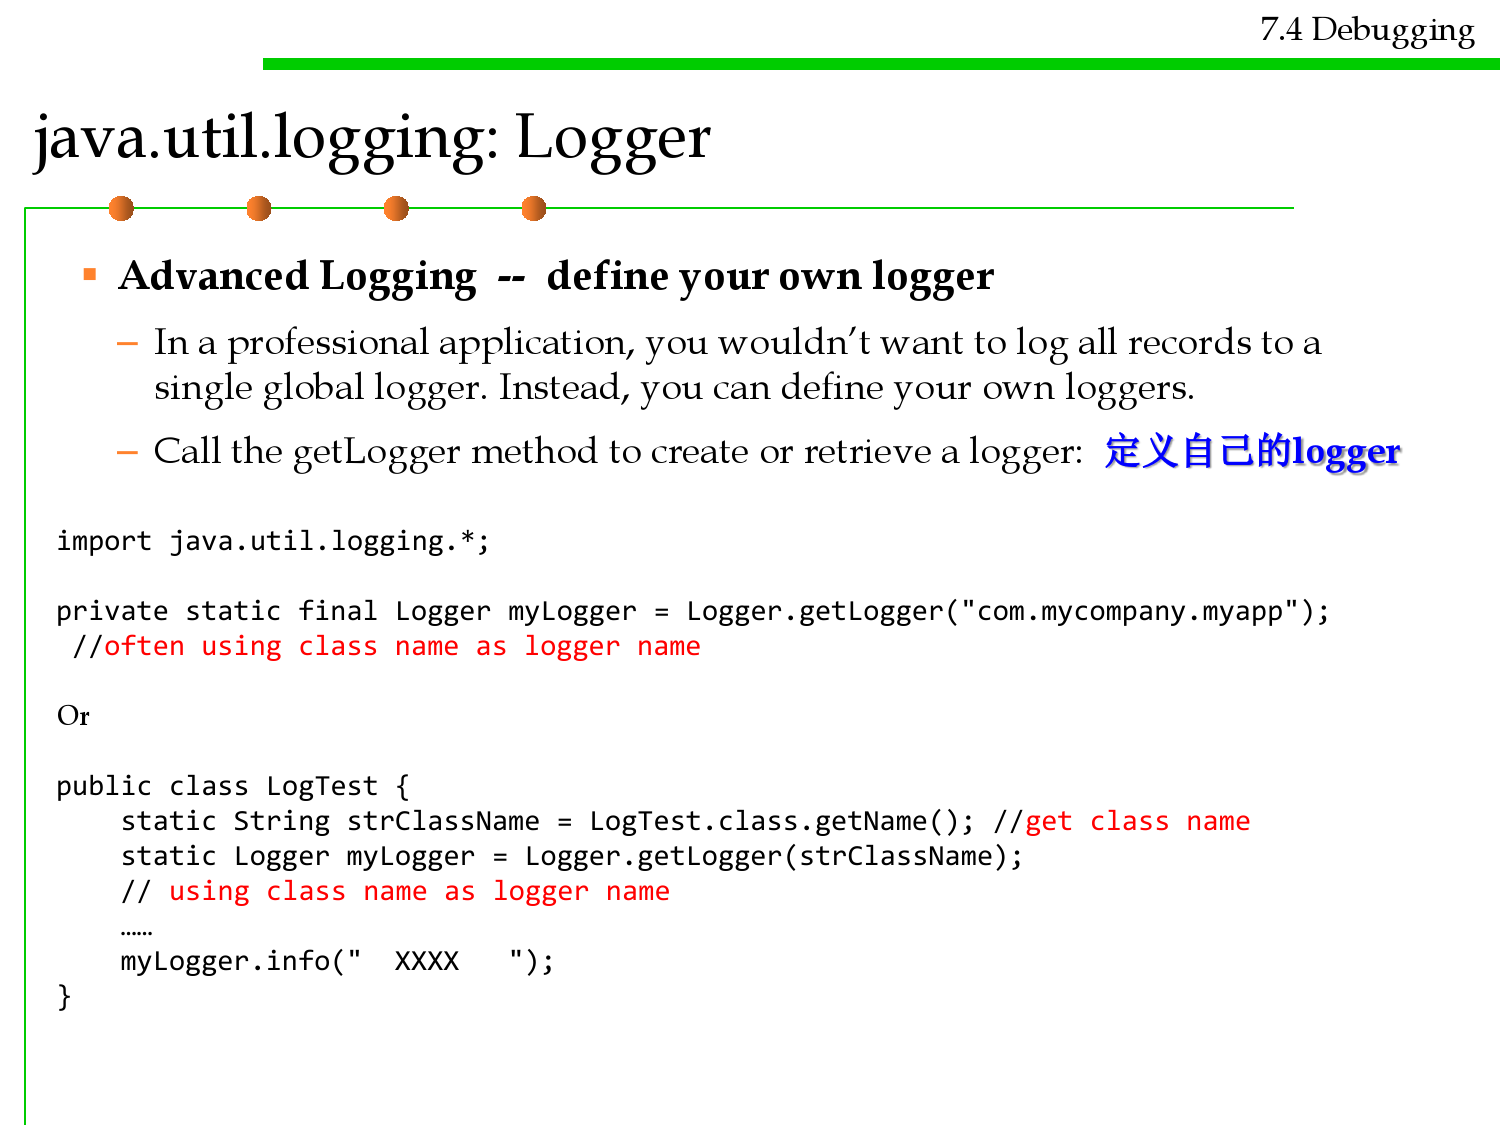 7.4 Debugging
java.util.logging: Logger
▪ Advanced Logging -- define your own logger
– In a professional application, you wouldn’t want to log all records to a
single global logger. Instead, you can define your own loggers.
– Call the getLogger method to create or retrieve a logger: 定义自己的logger
import java.util.logging.*;
private static final Logger myLogger = Logger.getLogger("com.mycompany.myapp");
//often using class name as logger name
Or
public class LogTest {
    static String strClassName = LogTest.class.getName(); //get class name
    static Logger myLogger = Logger.getLogger(strClassName);
    // using class name as logger name
    ……
    myLogger.info("  XXXX   ");
}